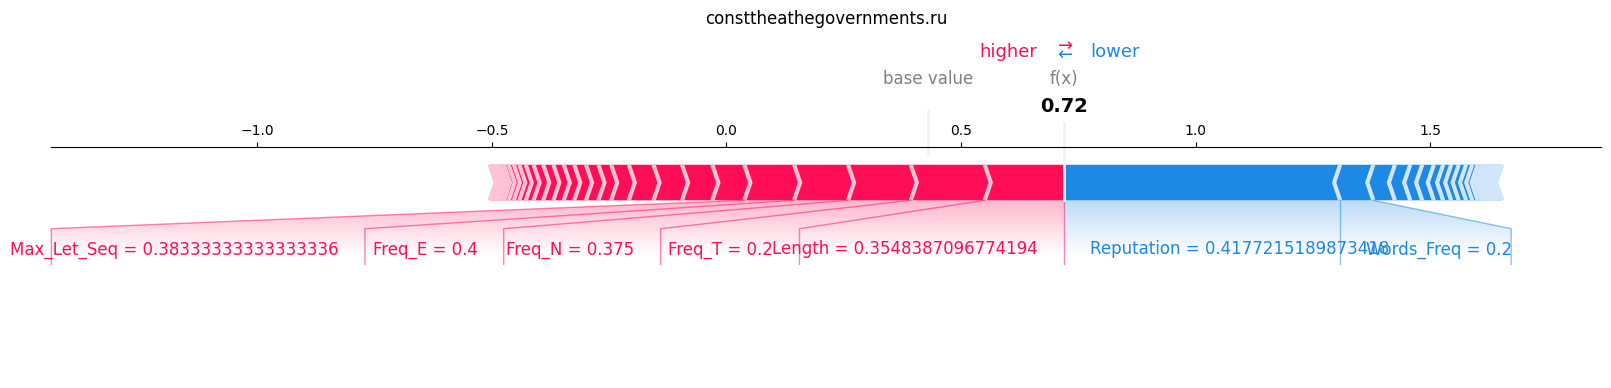 consttheathegovernments.ru
higher ⇄ lower
base value f(x)
0.72
−1.0 −0.5 0.0 0.5 1.0 1.5
Max_Let_Seq = 0.38333333333333336 Freq_E = 0.4 Freq_N = 0.375 Freq_T = 0.2 Length = 0.3548387096774194 Reputation = 0.4177215189873418 Words_Freq = 0.2